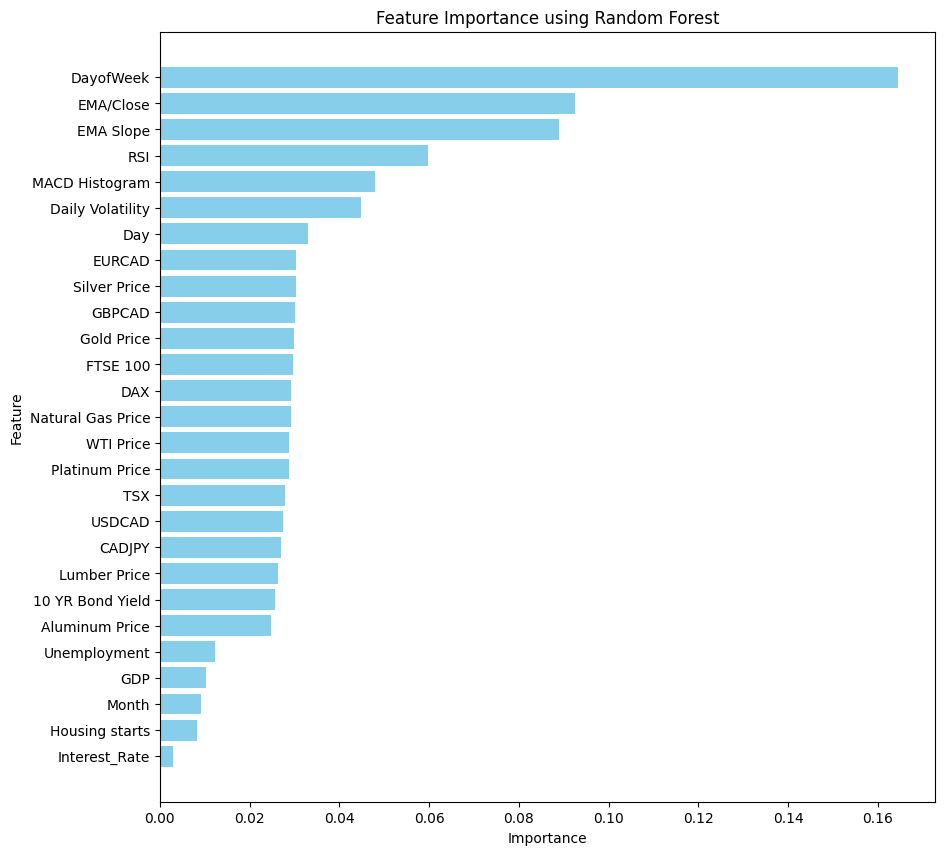 Feature Importance using Random Forest
DayofWeek
EMA/Close
EMA Slope
RSI
MACD Histogram
Daily Volatility
Day
EURCAD
Silver Price
GBPCAD
Gold Price
FTSE 100
DAX
Natural Gas Price
WTI Price
Platinum Price
TSX
USDCAD
CADJPY
Lumber Price
10 YR Bond Yield
Aluminum Price
Unemployment
GDP
Month
Housing starts
Interest_Rate
Feature
0.00 0.02 0.04 0.06 0.08 0.10 0.12 0.14 0.16
Importance